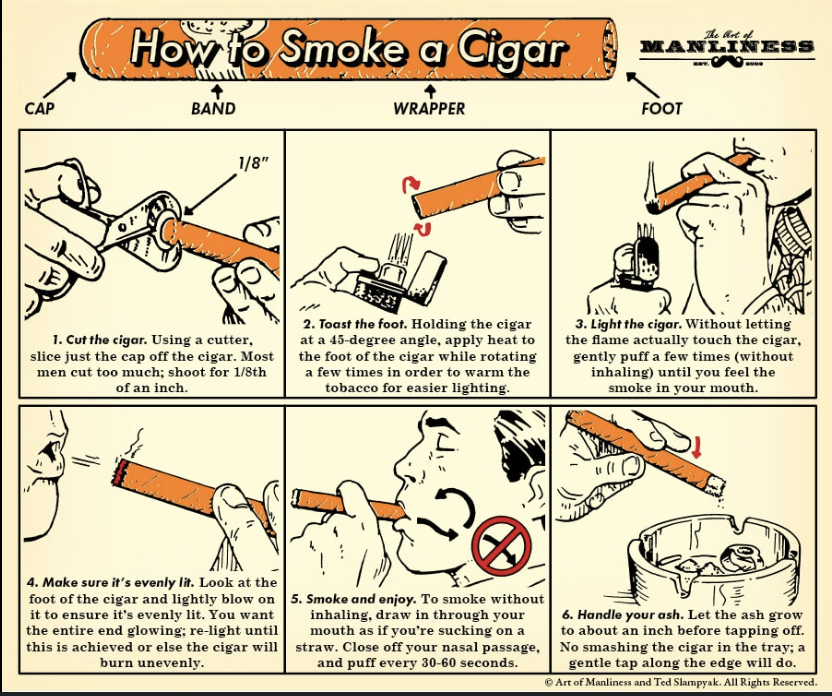 How to Smoke a Cigar
The Art of
MANLINESS
EST. 2008
CAP
BAND
WRAPPER
FOOT
1/8"
1. Cut the cigar. Using a cutter,
slice just the cap off the cigar. Most
men cut too much; shoot for 1/8th
of an inch.
2. Toast the foot. Holding the cigar
at a 45-degree angle, apply heat to
the foot of the cigar while rotating
a few times in order to warm the
tobacco for easier lighting.
3. Light the cigar. Without letting
the flame actually touch the cigar,
gently puff a few times (without
inhaling) until you feel the
smoke in your mouth.
4. Make sure it's evenly lit. Look at the
foot of the cigar and lightly blow on
it to ensure it's evenly lit. You want
the entire end glowing; re-light until
this is achieved or else the cigar will
burn unevenly.
5. Smoke and enjoy. To smoke without
inhaling, draw in through your
mouth as if you're sucking on a
straw. Close off your nasal passage,
and puff every 30-60 seconds.
6. Handle your ash. Let the ash grow
to about an inch before tapping off.
No smashing the cigar in the tray; a
gentle tap along the edge will do.
© Art of Manliness and Ted Slampyak. All Rights Reserved.